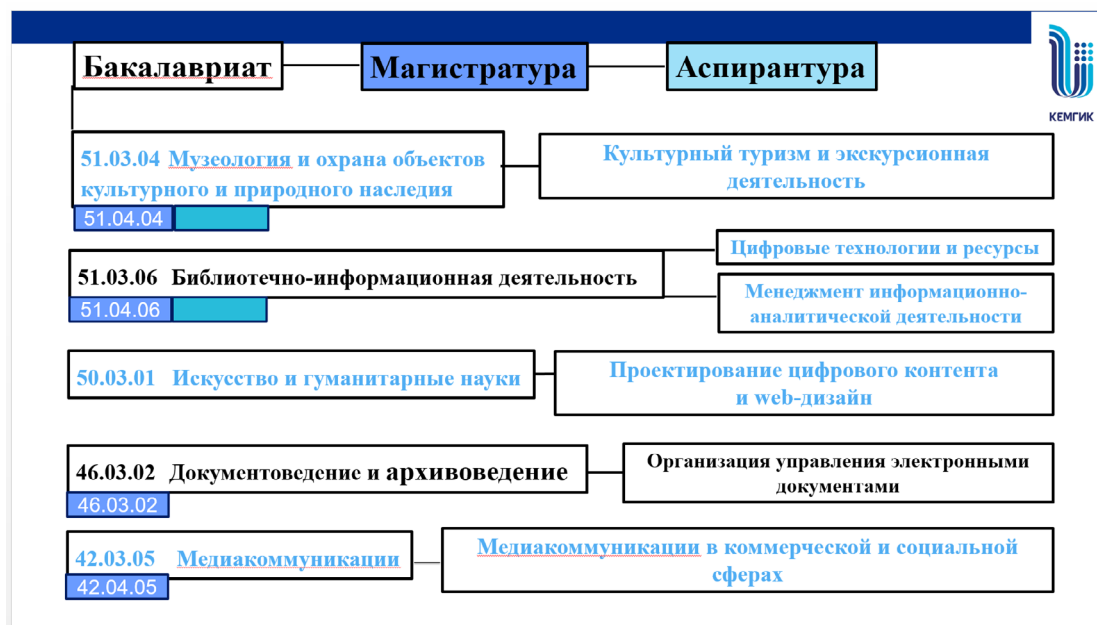 Бакалавриат
Магистратура
Аспирантура
КЕМГИК
51.03.04 Музеология и охрана объектов
культурного и природного наследия
51.04.04
Культурный туризм и экскурсионная
деятельность
51.03.06 Библиотечно-информационная деятельность
51.04.06
Цифровые технологии и ресурсы
Менеджмент информационно-
аналитической деятельности
50.03.01 Искусство и гуманитарные науки
Проектирование цифрового контента
и web-дизайн
46.03.02 Документоведение и архивоведение
46.03.02
Организация управления электронными
документами
42.03.05 Медиакоммуникации
42.04.05
Медиакоммуникации в коммерческой и социальной
сферах